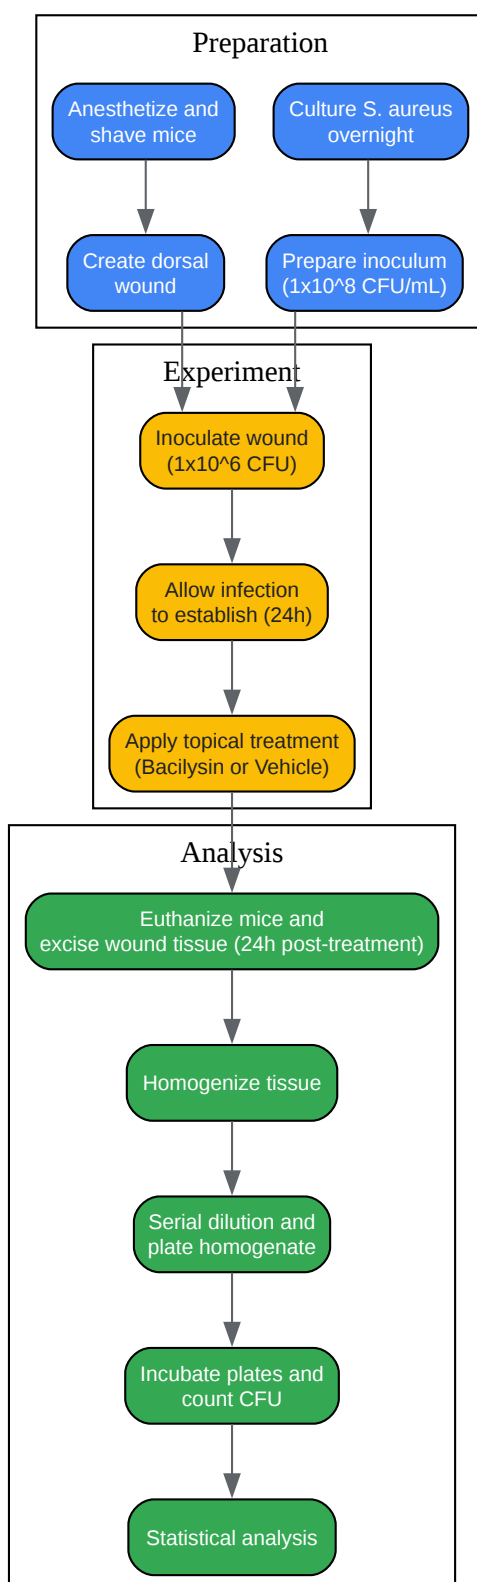 Preparation
Anesthetize and
shave mice
Culture S. aureus
overnight
Create dorsal
wound
Prepare inoculum
(1x10^8 CFU/mL)
Experiment
Inoculate wound
(1x10^6 CFU)
Allow infection
to establish (24h)
Apply topical treatment
(Bacilysin or Vehicle)
Analysis
Euthanize mice and
excise wound tissue (24h post-treatment)
Homogenize tissue
Serial dilution and
plate homogenate
Incubate plates and
count CFU
Statistical analysis